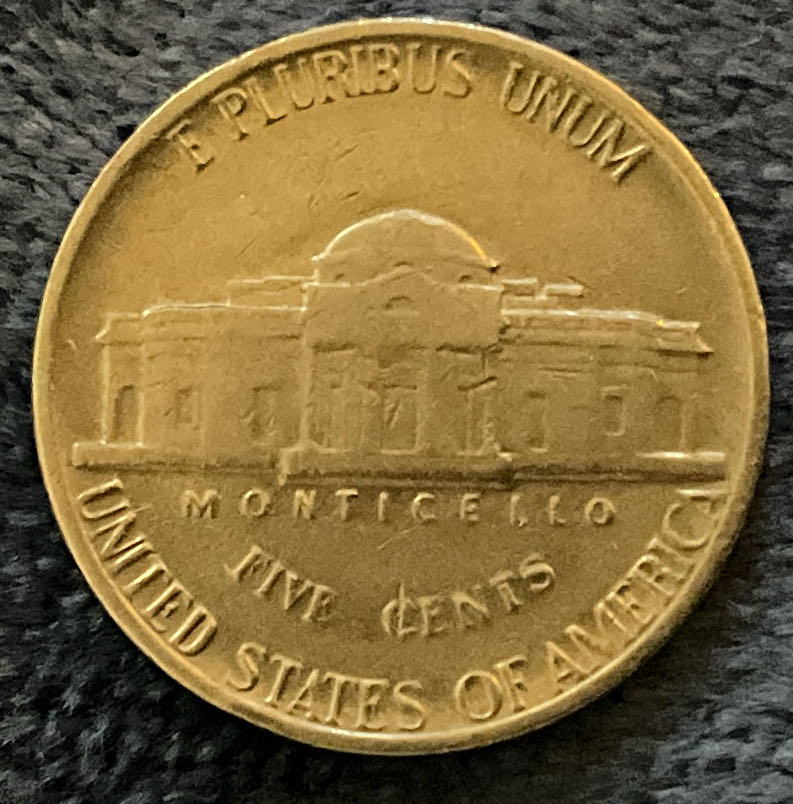 E PLURIBUS UNUM
MONTICELLO
FIVE CENTS
UNITED STATES OF AMERICA